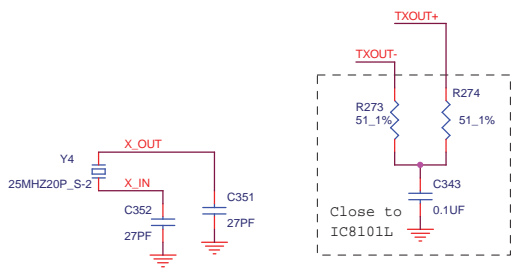 TXOUT+
TXOUT-
R273
51_1%
R274
51_1%
X_OUT
Y4
25MHZ20P_S-2
X_IN
C351
27PF
C352
27PF
C343
0.1UF
Close to
IC8101L